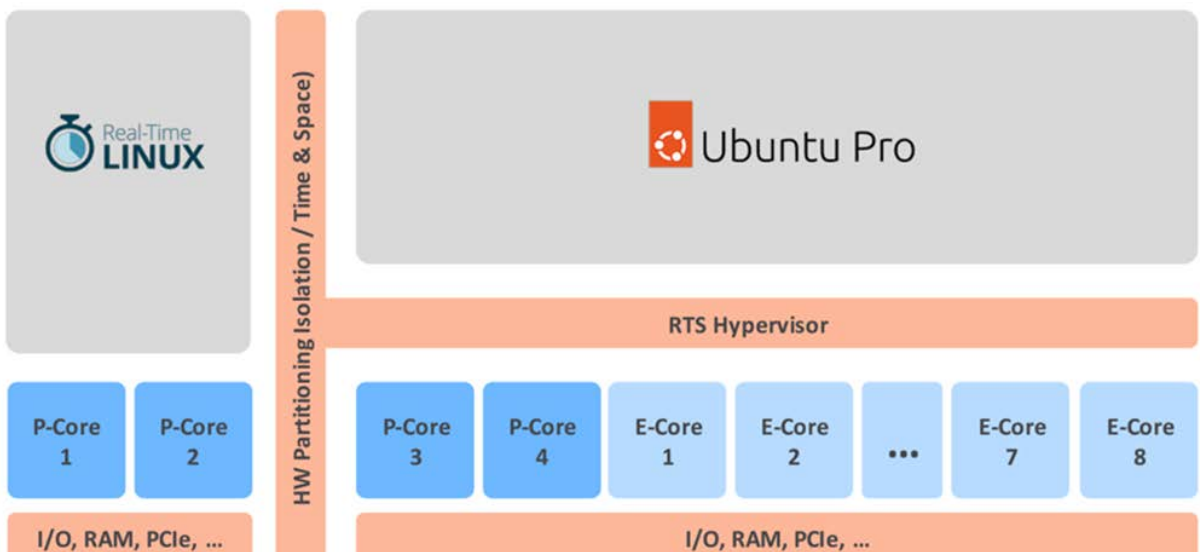 Real-Time
LINUX
HW Partitioning Isolation / Time & Space)
Ubuntu Pro
RTS Hypervisor
P-Core
1
P-Core
2
P-Core
3
P-Core
4
E-Core
1
E-Core
2
...
E-Core
7
E-Core
8
I/O, RAM, PCIe, ...
I/O, RAM, PCIe, ...